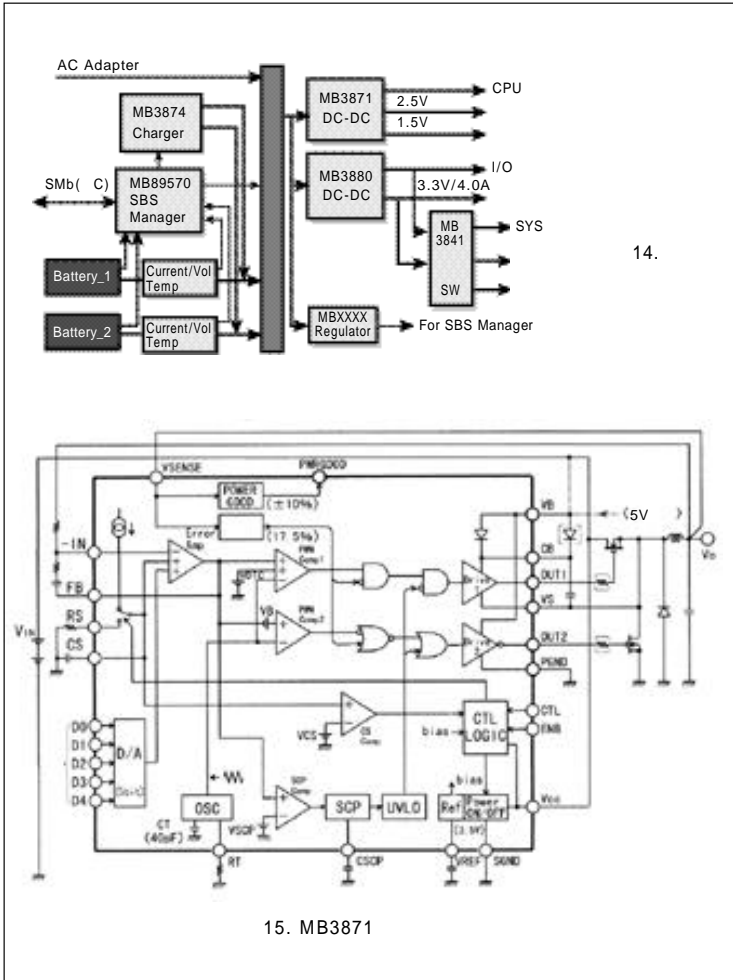 AC Adapter
MB3874
Charger
SMb( C)
MB89570
SBS
Manager
Battery_1
Current/Vol
Temp
Battery_2
Current/Vol
Temp
MB3871
DC-DC
CPU
2.5V
1.5V
MB3880
DC-DC
I/O
3.3V/4.0A
MB
3841
SW
SYS
MBXXXX
Regulator
For SBS Manager
14.
VSENSE
PWRGOOD
POWER
GOOD
(±10%)
Error
Amp
(17.5%)
-IN
FB
RS
CS
VIN
PWM
Comp1
VB
PWM
Comp2
Drive
Drive
VB
(5V )
CB
OUT1
VS
OUT2
PGND
Vo
D0
D1
D2
D3
D4
D/A
VCS
CS
Comp
CTL
LOGIC
bias
CTL
ENB
OSC
CT
(40pF)
VSCP
SCP
Comp
SCP
UVLO
bias
Ref
Power
ON/OFF
(3.5V)
Vcc
RT
CSCP
VREF
SGND
15. MB3871